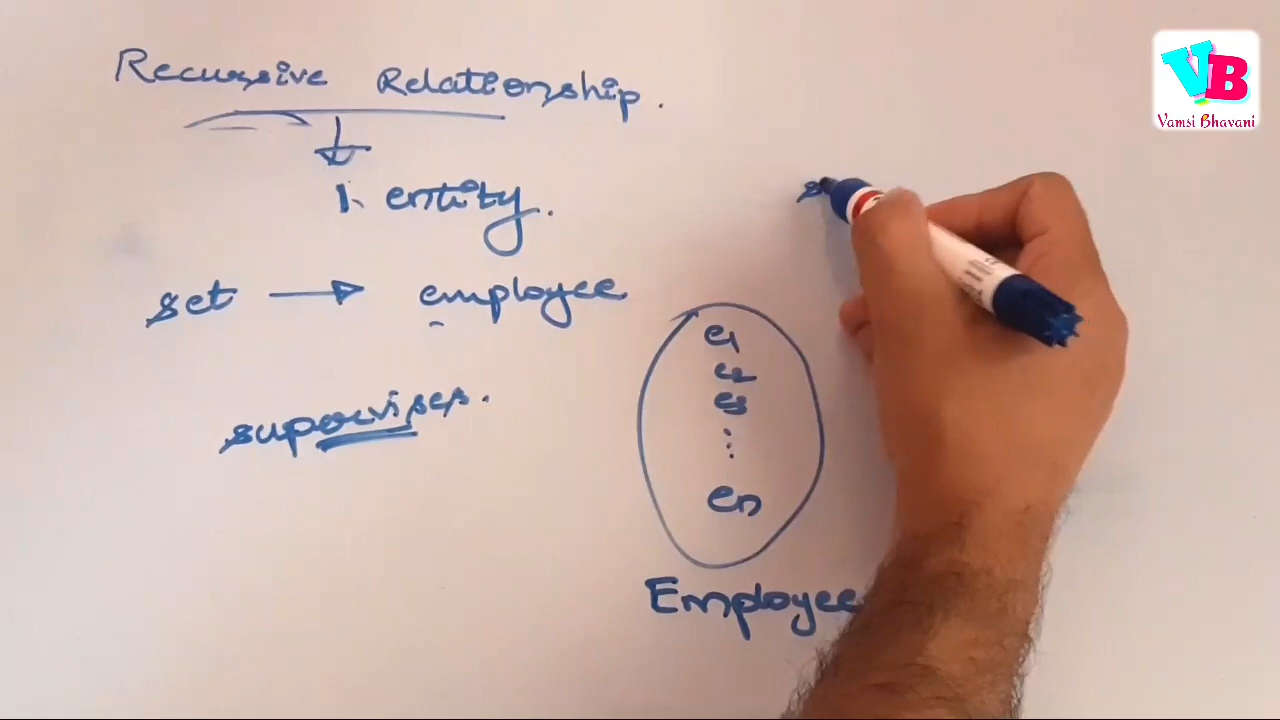 Recursive Relationship.
1. entity.
set → employee
supervises.
e1
e2
e3
⋮
en
Employee
s
VB
Vamsi Bhavani